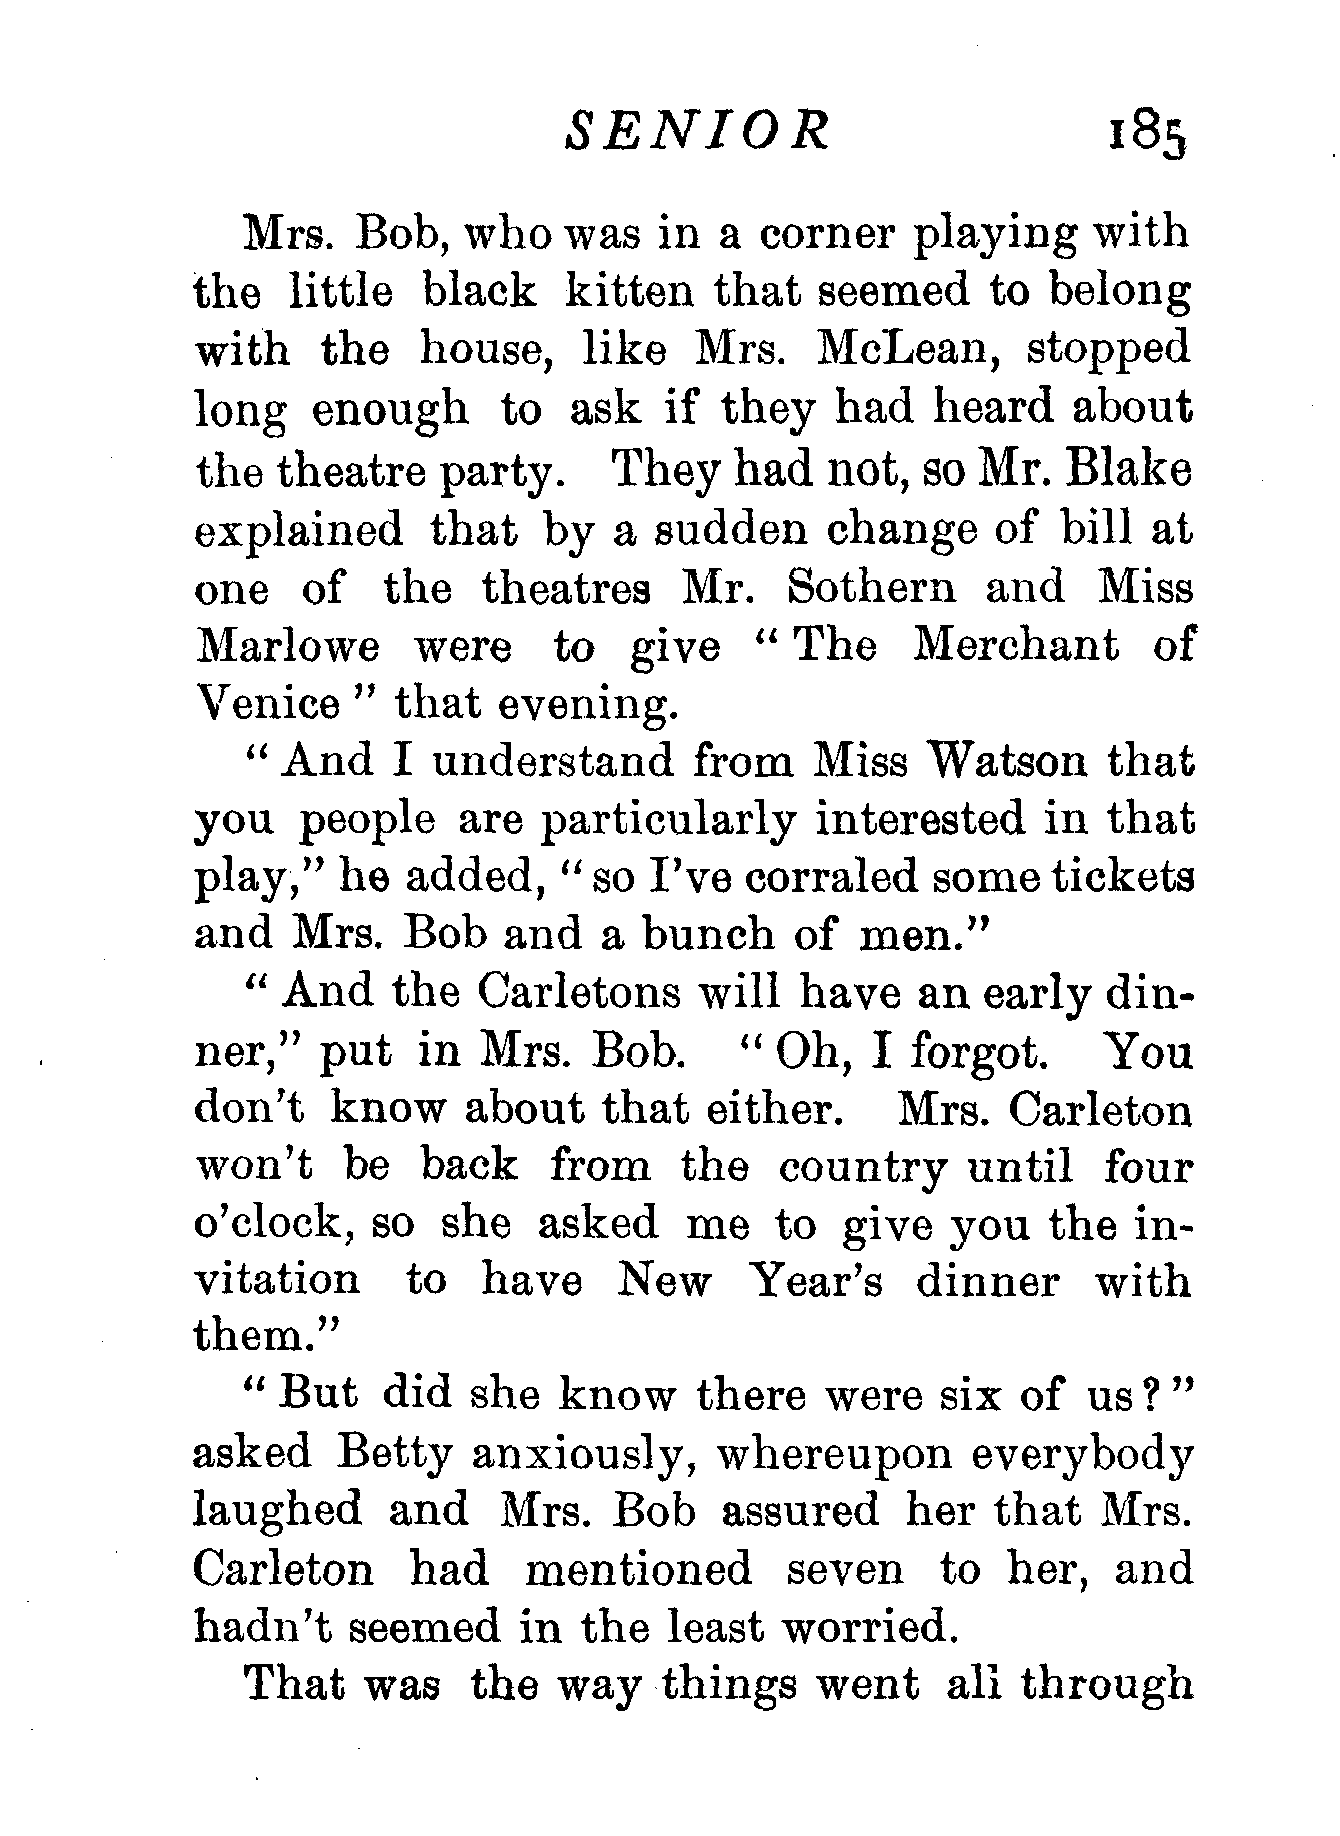 SENIOR 185
Mrs. Bob, who was in a corner playing with
the little black kitten that seemed to belong
with the house, like Mrs. McLean, stopped
long enough to ask if they had heard about
the theatre party. They had not, so Mr. Blake
explained that by a sudden change of bill at
one of the theatres Mr. Sothern and Miss
Marlowe were to give “ The Merchant of
Venice ” that evening.
“ And I understand from Miss Watson that
you people are particularly interested in that
play,” he added, “ so I’ve corraled some tickets
and Mrs. Bob and a bunch of men.”
“ And the Carletons will have an early din-
ner,” put in Mrs. Bob. “ Oh, I forgot. You
don’t know about that either. Mrs. Carleton
won’t be back from the country until four
o’clock, so she asked me to give you the in-
vitation to have New Year’s dinner with
them.”
“ But did she know there were six of us ? ”
asked Betty anxiously, whereupon everybody
laughed and Mrs. Bob assured her that Mrs.
Carleton had mentioned seven to her, and
hadn’t seemed in the least worried.
That was the way things went all through